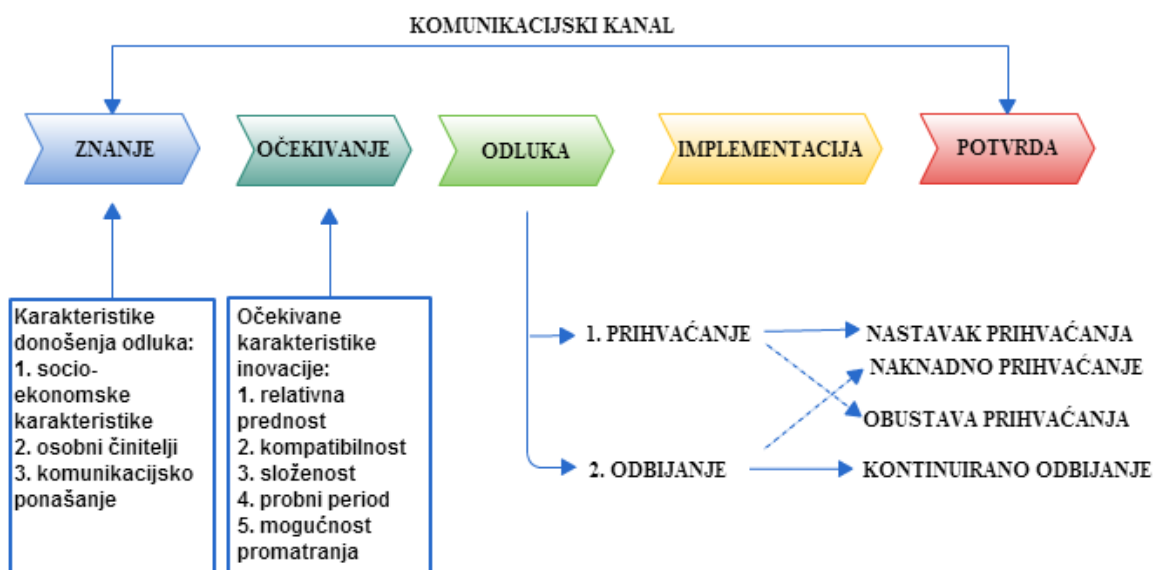 KOMUNIKACIJSKI KANAL
ZNANJE
OČEKIVANJE
ODLUKA
IMPLEMENTACIJA
POTVRDA
Karakteristike
donošenja odluka:
1. socio-
ekonomske
karakteristike
2. osobni činitelji
3. komunikacijsko
ponašanje
Očekivane
karakteristike
inovacije:
1. relativna
prednost
2. kompatibilnost
3. složenost
4. probni period
5. mogućnost
promatranja
1. PRIHVAĆANJE
2. ODBIJANJE
NASTAVAK PRIHVAĆANJA
NAKNADNO PRIHVAĆANJE
OBUSTAVA PRIHVAĆANJA
KONTINUIRANO ODBIJANJE